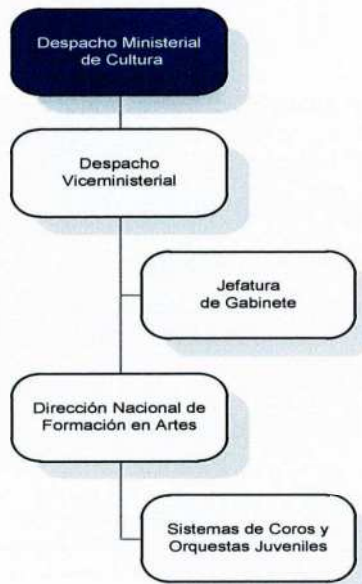 Despacho Ministerial
de Cultura
Despacho
Viceministerial
Jefatura
de Gabinete
Dirección Nacional de
Formación en Artes
Sistemas de Coros y
Orquestas Juveniles